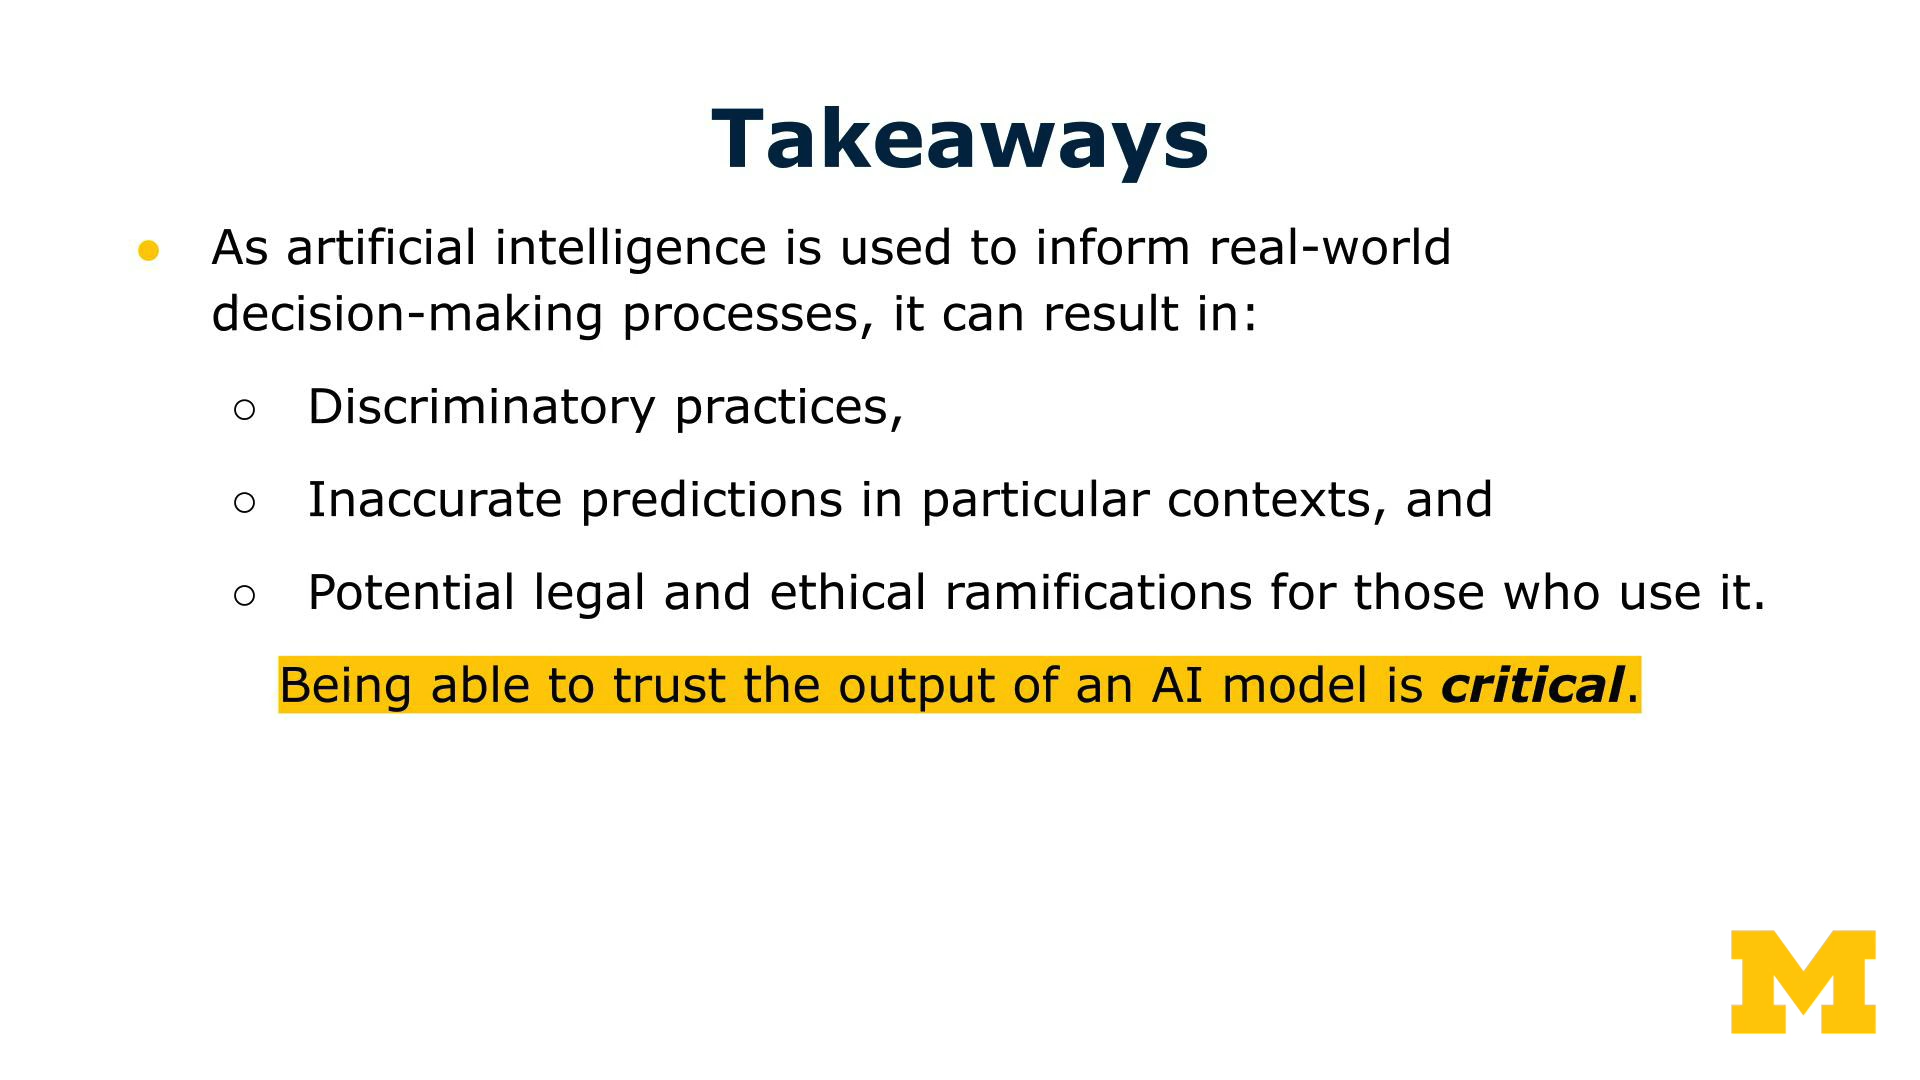 Takeaways
● As artificial intelligence is used to inform real-world
decision-making processes, it can result in:
○ Discriminatory practices,
○ Inaccurate predictions in particular contexts, and
○ Potential legal and ethical ramifications for those who use it.
Being able to trust the output of an AI model is critical.
M